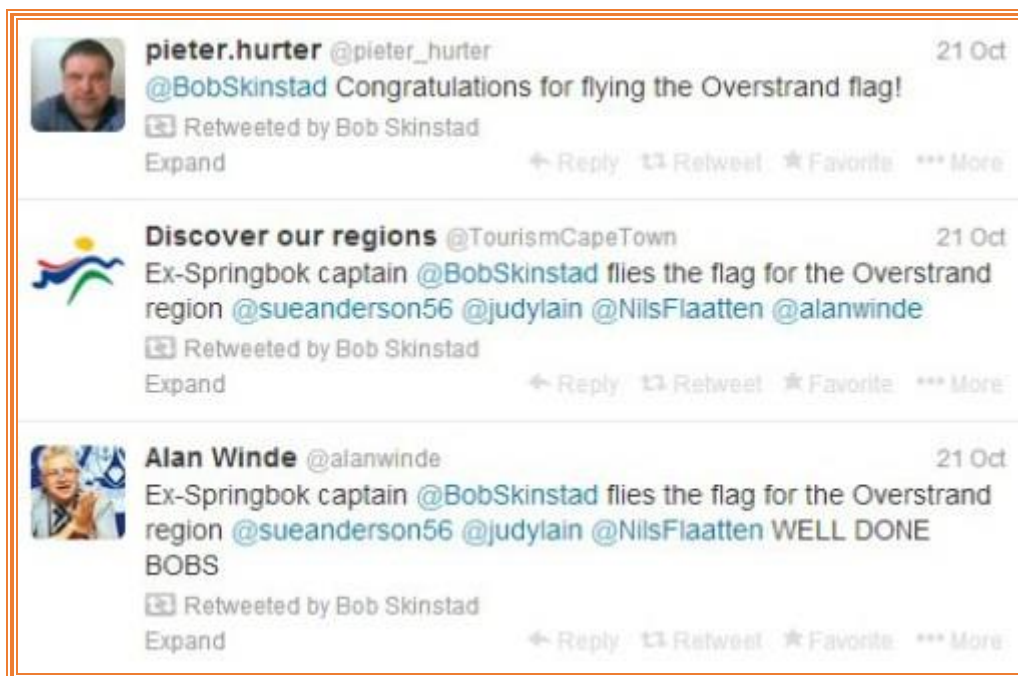 pieter.hurter @pieter_hurter 21 Oct
@BobSkinstad Congratulations for flying the Overstrand flag!
Retweeted by Bob Skinstad
Expand Reply Retweet Favorite More
Discover our regions @TourismCapeTown 21 Oct
Ex-Springbok captain @BobSkinstad flies the flag for the Overstrand
region @sueanderson56 @judylain @NilsFlaatten @alanwinde
Retweeted by Bob Skinstad
Expand Reply Retweet Favorite More
Alan Winde @alanwinde 21 Oct
Ex-Springbok captain @BobSkinstad flies the flag for the Overstrand
region @sueanderson56 @judylain @NilsFlaatten WELL DONE
BOBS
Retweeted by Bob Skinstad
Expand Reply Retweet Favorite More